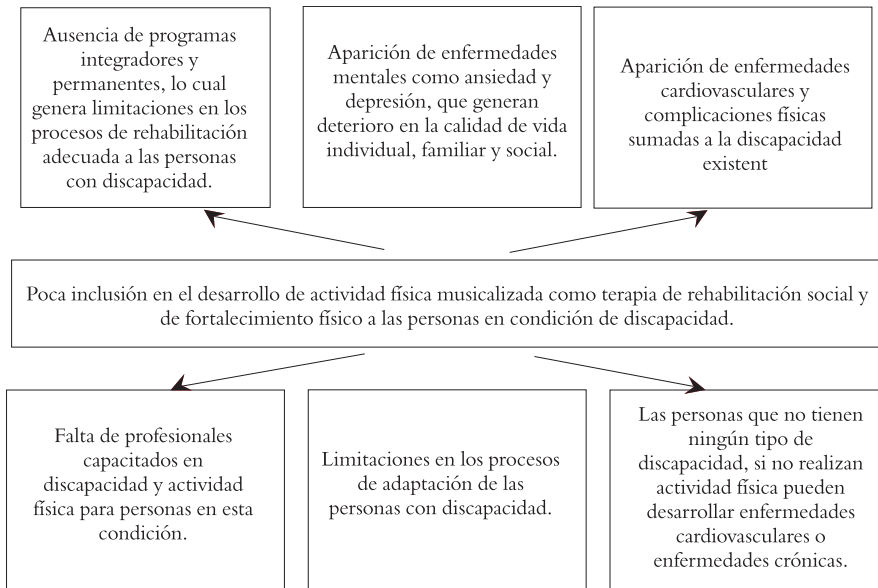 Ausencia de programas
integradores y
permanentes, lo cual
genera limitaciones en los
procesos de rehabilitación
adecuada a las personas
con discapacidad.
Aparición de enfermedades
mentales como ansiedad y
depresión, que generan
deterioro en la calidad de vida
individual, familiar y social.
Aparición de enfermedades
cardiovasculares y
complicaciones físicas
sumadas a la discapacidad
existent
Poca inclusión en el desarrollo de actividad física musicalizada como terapia de rehabilitación social y
de fortalecimiento físico a las personas en condición de discapacidad.
Falta de profesionales
capacitados en
discapacidad y actividad
física para personas en esta
condición.
Limitaciones en los procesos
de adaptación de las
personas con discapacidad.
Las personas que no tienen
ningún tipo de
discapacidad, si no realizan
actividad física pueden
desarrollar enfermedades
cardiovasculares o
enfermedades crónicas.